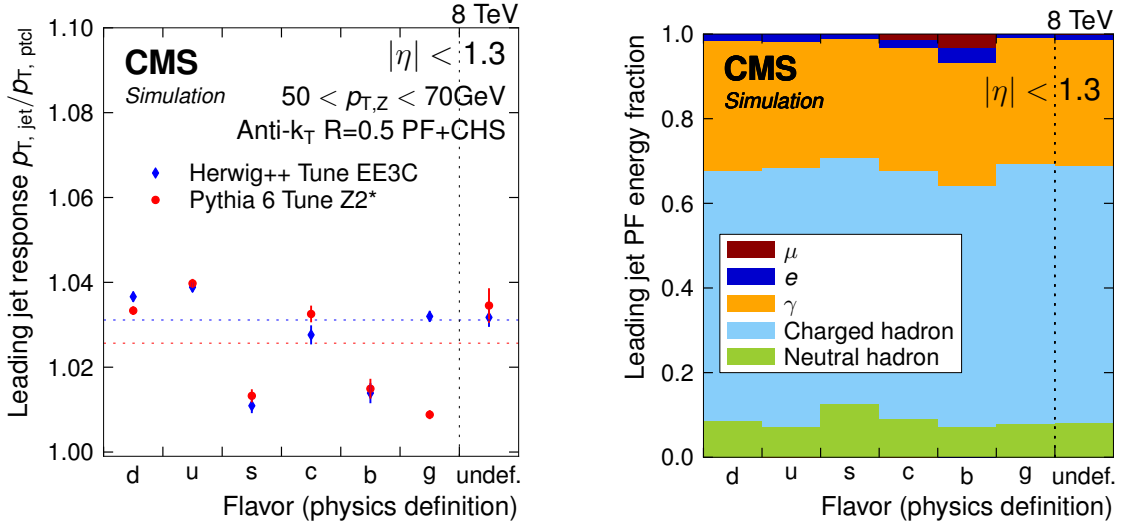 8 TeV
CMS
Simulation
|η| < 1.3
50 < p_{T,Z} < 70GeV
Anti-k_T R=0.5 PF+CHS
Herwig++ Tune EE3C
Pythia 6 Tune Z2*
Leading jet response p_{T, jet}/p_{T, ptcl}
1.10
1.08
1.06
1.04
1.02
1.00
d u s c b g undef.
Flavor (physics definition)
8 TeV
CMS
Simulation
|η| < 1.3
μ
e
γ
Charged hadron
Neutral hadron
Leading jet PF energy fraction
1.0
0.8
0.6
0.4
0.2
0.0
d u s c b g undef.
Flavor (physics definition)